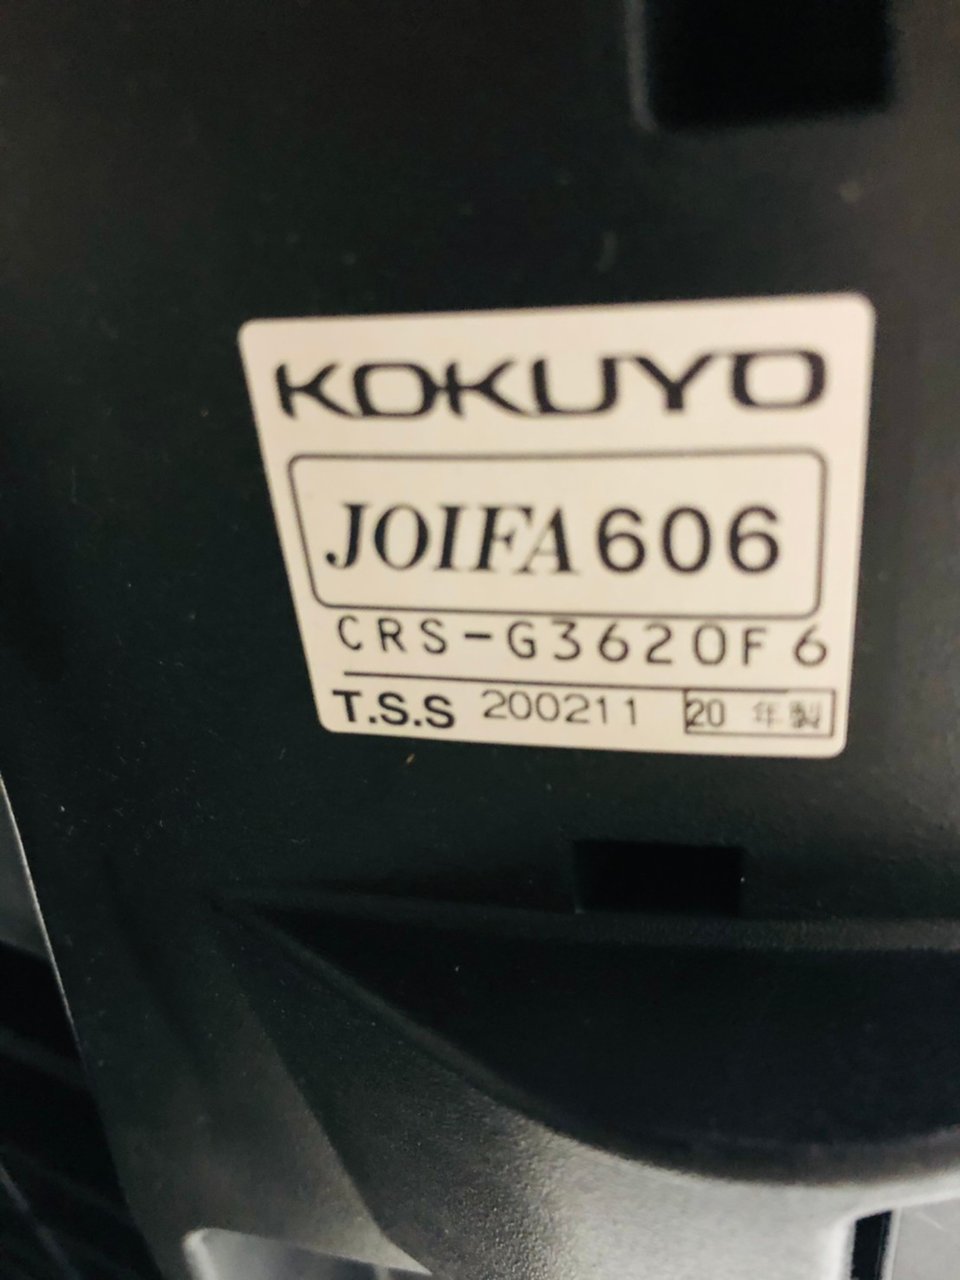 KOKUYO
JOIFA606
CRS-G3620F6
T.S.S 200211 20 年製